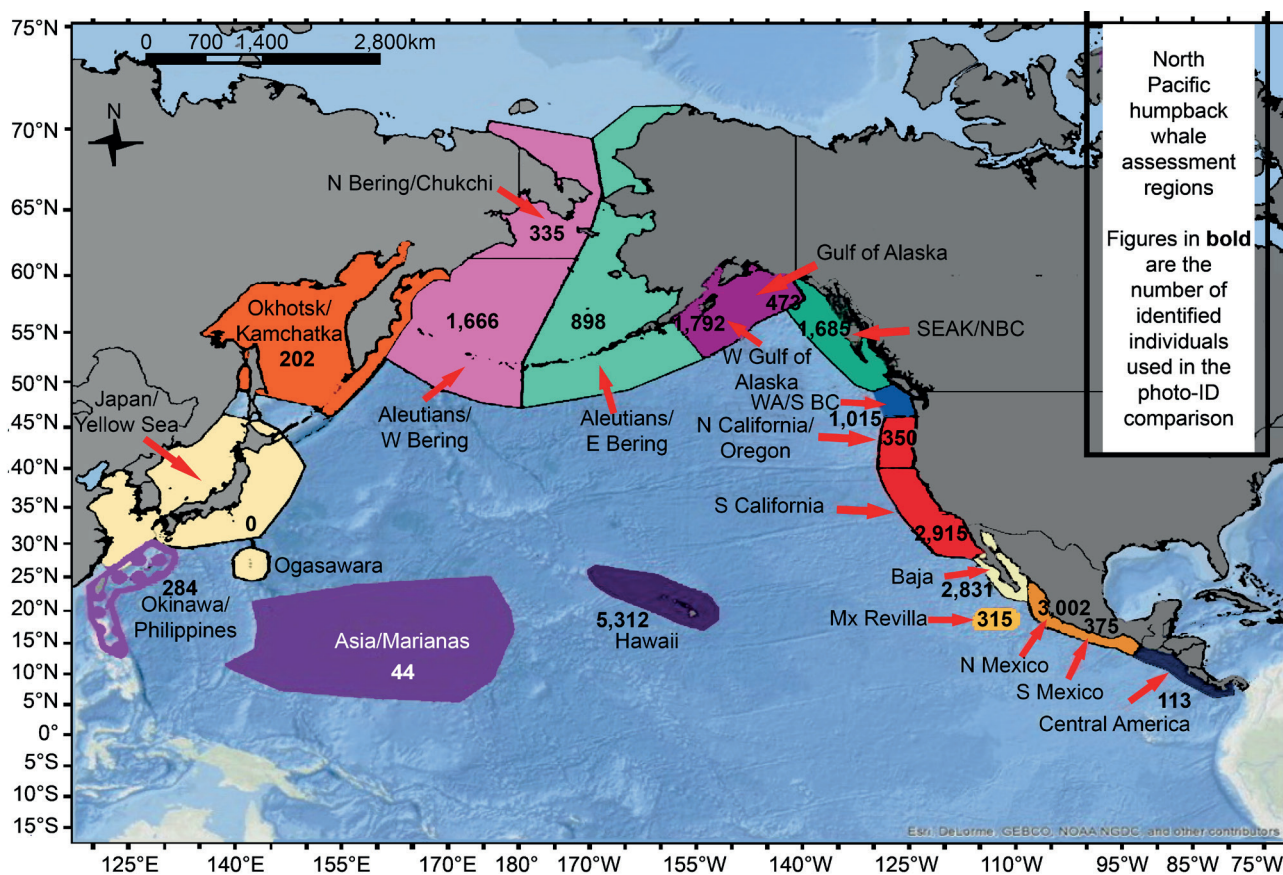 75°N
70°N
65°N
60°N
55°N
50°N
45°N
40°N
35°N
30°N
25°N
20°N
15°N
10°N
5°N
0°
5°S
10°S
15°S
0 700 1,400 2,800km
N
N Bering/Chukchi
335
Okhotsk/
Kamchatka
202
1,666
898
Gulf of Alaska
473
1,792
1,685
SEAK/NBC
W Gulf of
Alaska
WA/S BC
1,015
Aleutians/
W Bering
Aleutians/
E Bering
N California/
Oregon
350
Japan/
Yellow Sea
0
S California
2,915
Ogasawara
284
Okinawa/
Philippines
Asia/Marianas
44
5,312
Hawaii
Baja
2,831
Mx Revilla
315
3,002
375
N Mexico
S Mexico
Central America
113
North
Pacific
humpback
whale
assessment
regions
Figures in bold
are the
number of
identified
individuals
used in the
photo-ID
comparison
Esri, DeLorme, GEBCO, NOAA NGDC, and other contributors
125°E 140°E 155°E 170°E 180° 170°W 155°W 140°W 125°W 110°W 95°W 85°W 75°W